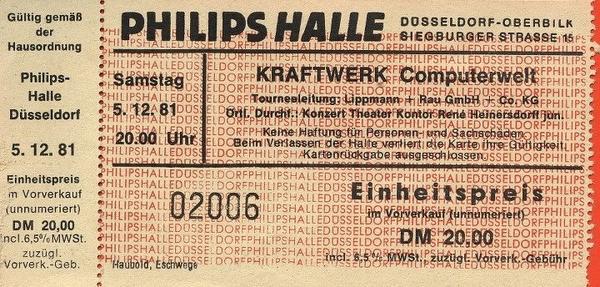 Gültig gemäß
der
Hausordnung
Philips-
Halle
Düsseldorf
5. 12. 81
Einheitspreis
im Vorverkauf
(unnumeriert)
DM 20,00
incl. 6,5% MWSt.
zuzügl.
Vorverk.-Geb.
PHILIPS HALLE
DÜSSELDORF-OBERBILK
SIEGBURGER STRASSE 15
Samstag
5. 12. 81
20.00 Uhr
KRAFTWERK Computerwelt
Tourneeleitung: Lippmann + Rau GmbH + Co. KG
Örtl. Durchf.: Konzert Theater Kontor René Heinersdorf jun.
Keine Haftung für Personen- und Sachschäden.
Beim Verlassen der Halle verliert die Karte ihre Gültigkeit.
Kartenrückgabe ausgeschlossen.
02006
Einheitspreis
im Vorverkauf (unnumeriert)
DM 20.00
incl. 6,5% MWSt., zuzügl. Vorverk.-Gebühr
Haubold, Eschwege